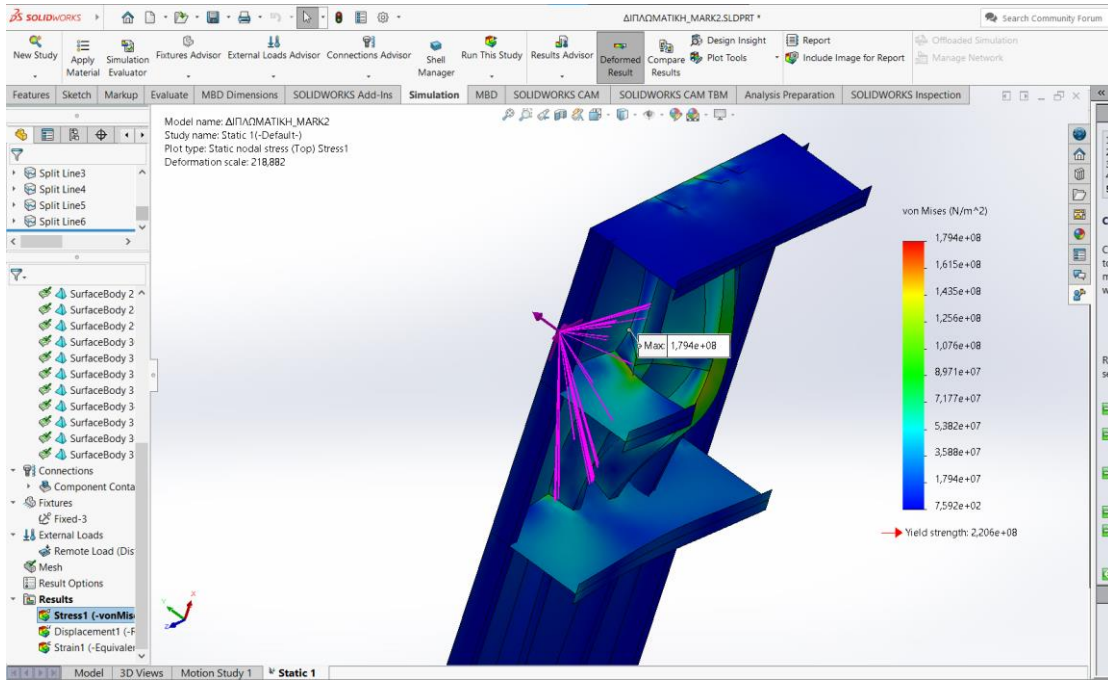 SOLIDWORKS
ΔΙΠΛΩΜΑΤΙΚΗ_MARK2.SLDPRT *
Search Community Forum
New Study
Apply Material
Simulation Evaluator
Fixtures Advisor
External Loads Advisor
Connections Advisor
Shell Manager
Run This Study
Results Advisor
Deformed Result
Compare Results
Design Insight
Plot Tools
Report
Include Image for Report
Offloaded Simulation
Manage Network
Features
Sketch
Markup
Evaluate
MBD Dimensions
SOLIDWORKS Add-Ins
Simulation
MBD
SOLIDWORKS CAM
SOLIDWORKS CAM TBM
Analysis Preparation
SOLIDWORKS Inspection
Split Line3
Split Line4
Split Line5
Split Line6
SurfaceBody 2
SurfaceBody 2
SurfaceBody 2
SurfaceBody 3
SurfaceBody 3
SurfaceBody 3
SurfaceBody 3
SurfaceBody 3
SurfaceBody 3
SurfaceBody 3
SurfaceBody 3
Connections
Component Conta
Fixtures
Fixed-3
External Loads
Remote Load (Dis
Mesh
Result Options
Results
Stress1 (-vonMis
Displacement1 (-R
Strain1 (-Equivaler
Model name: ΔΙΠΛΩΜΑΤΙΚΗ_MARK2
Study name: Static 1(-Default-)
Plot type: Static nodal stress (Top) Stress1
Deformation scale: 218,882
Max: 1,794e+08
von Mises (N/m^2)
1,794e+08
1,615e+08
1,435e+08
1,256e+08
1,076e+08
8,971e+07
7,177e+07
5,382e+07
3,588e+07
1,794e+07
7,592e+02
Yield strength: 2,206e+08
Y
X
Z
Model
3D Views
Motion Study 1
Static 1